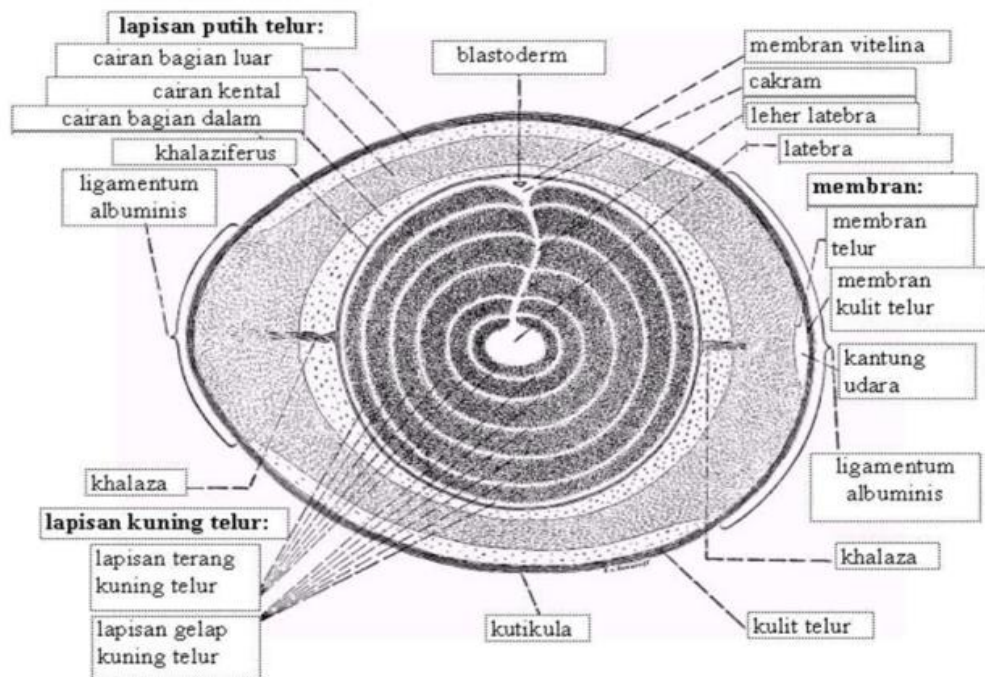 lapisan putih telur:
cairan bagian luar
cairan kental
cairan bagian dalam
khalaziferus
ligamentum
albuminis
blastoderm
membran vitelina
cakram
leher latebra
latebra
membran:
membran
telur
membran
kulit telur
kantung
udara
ligamentum
albuminis
khalaza
kulit telur
kutikula
khalaza
lapisan kuning telur:
lapisan terang
kuning telur
lapisan gelap
kuning telur